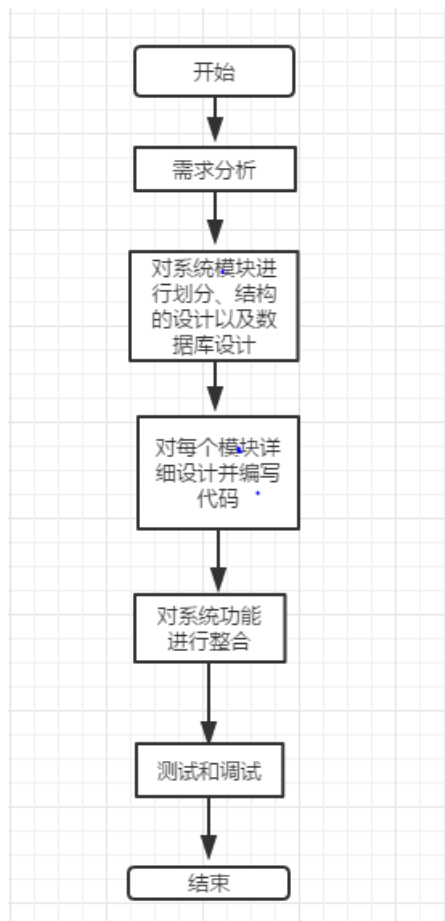 开始
需求分析
对系统模块进
行划分、结构
的设计以及数
据库设计
对每个模块详
细设计并编写
代码
对系统功能
进行整合
测试和调试
结束